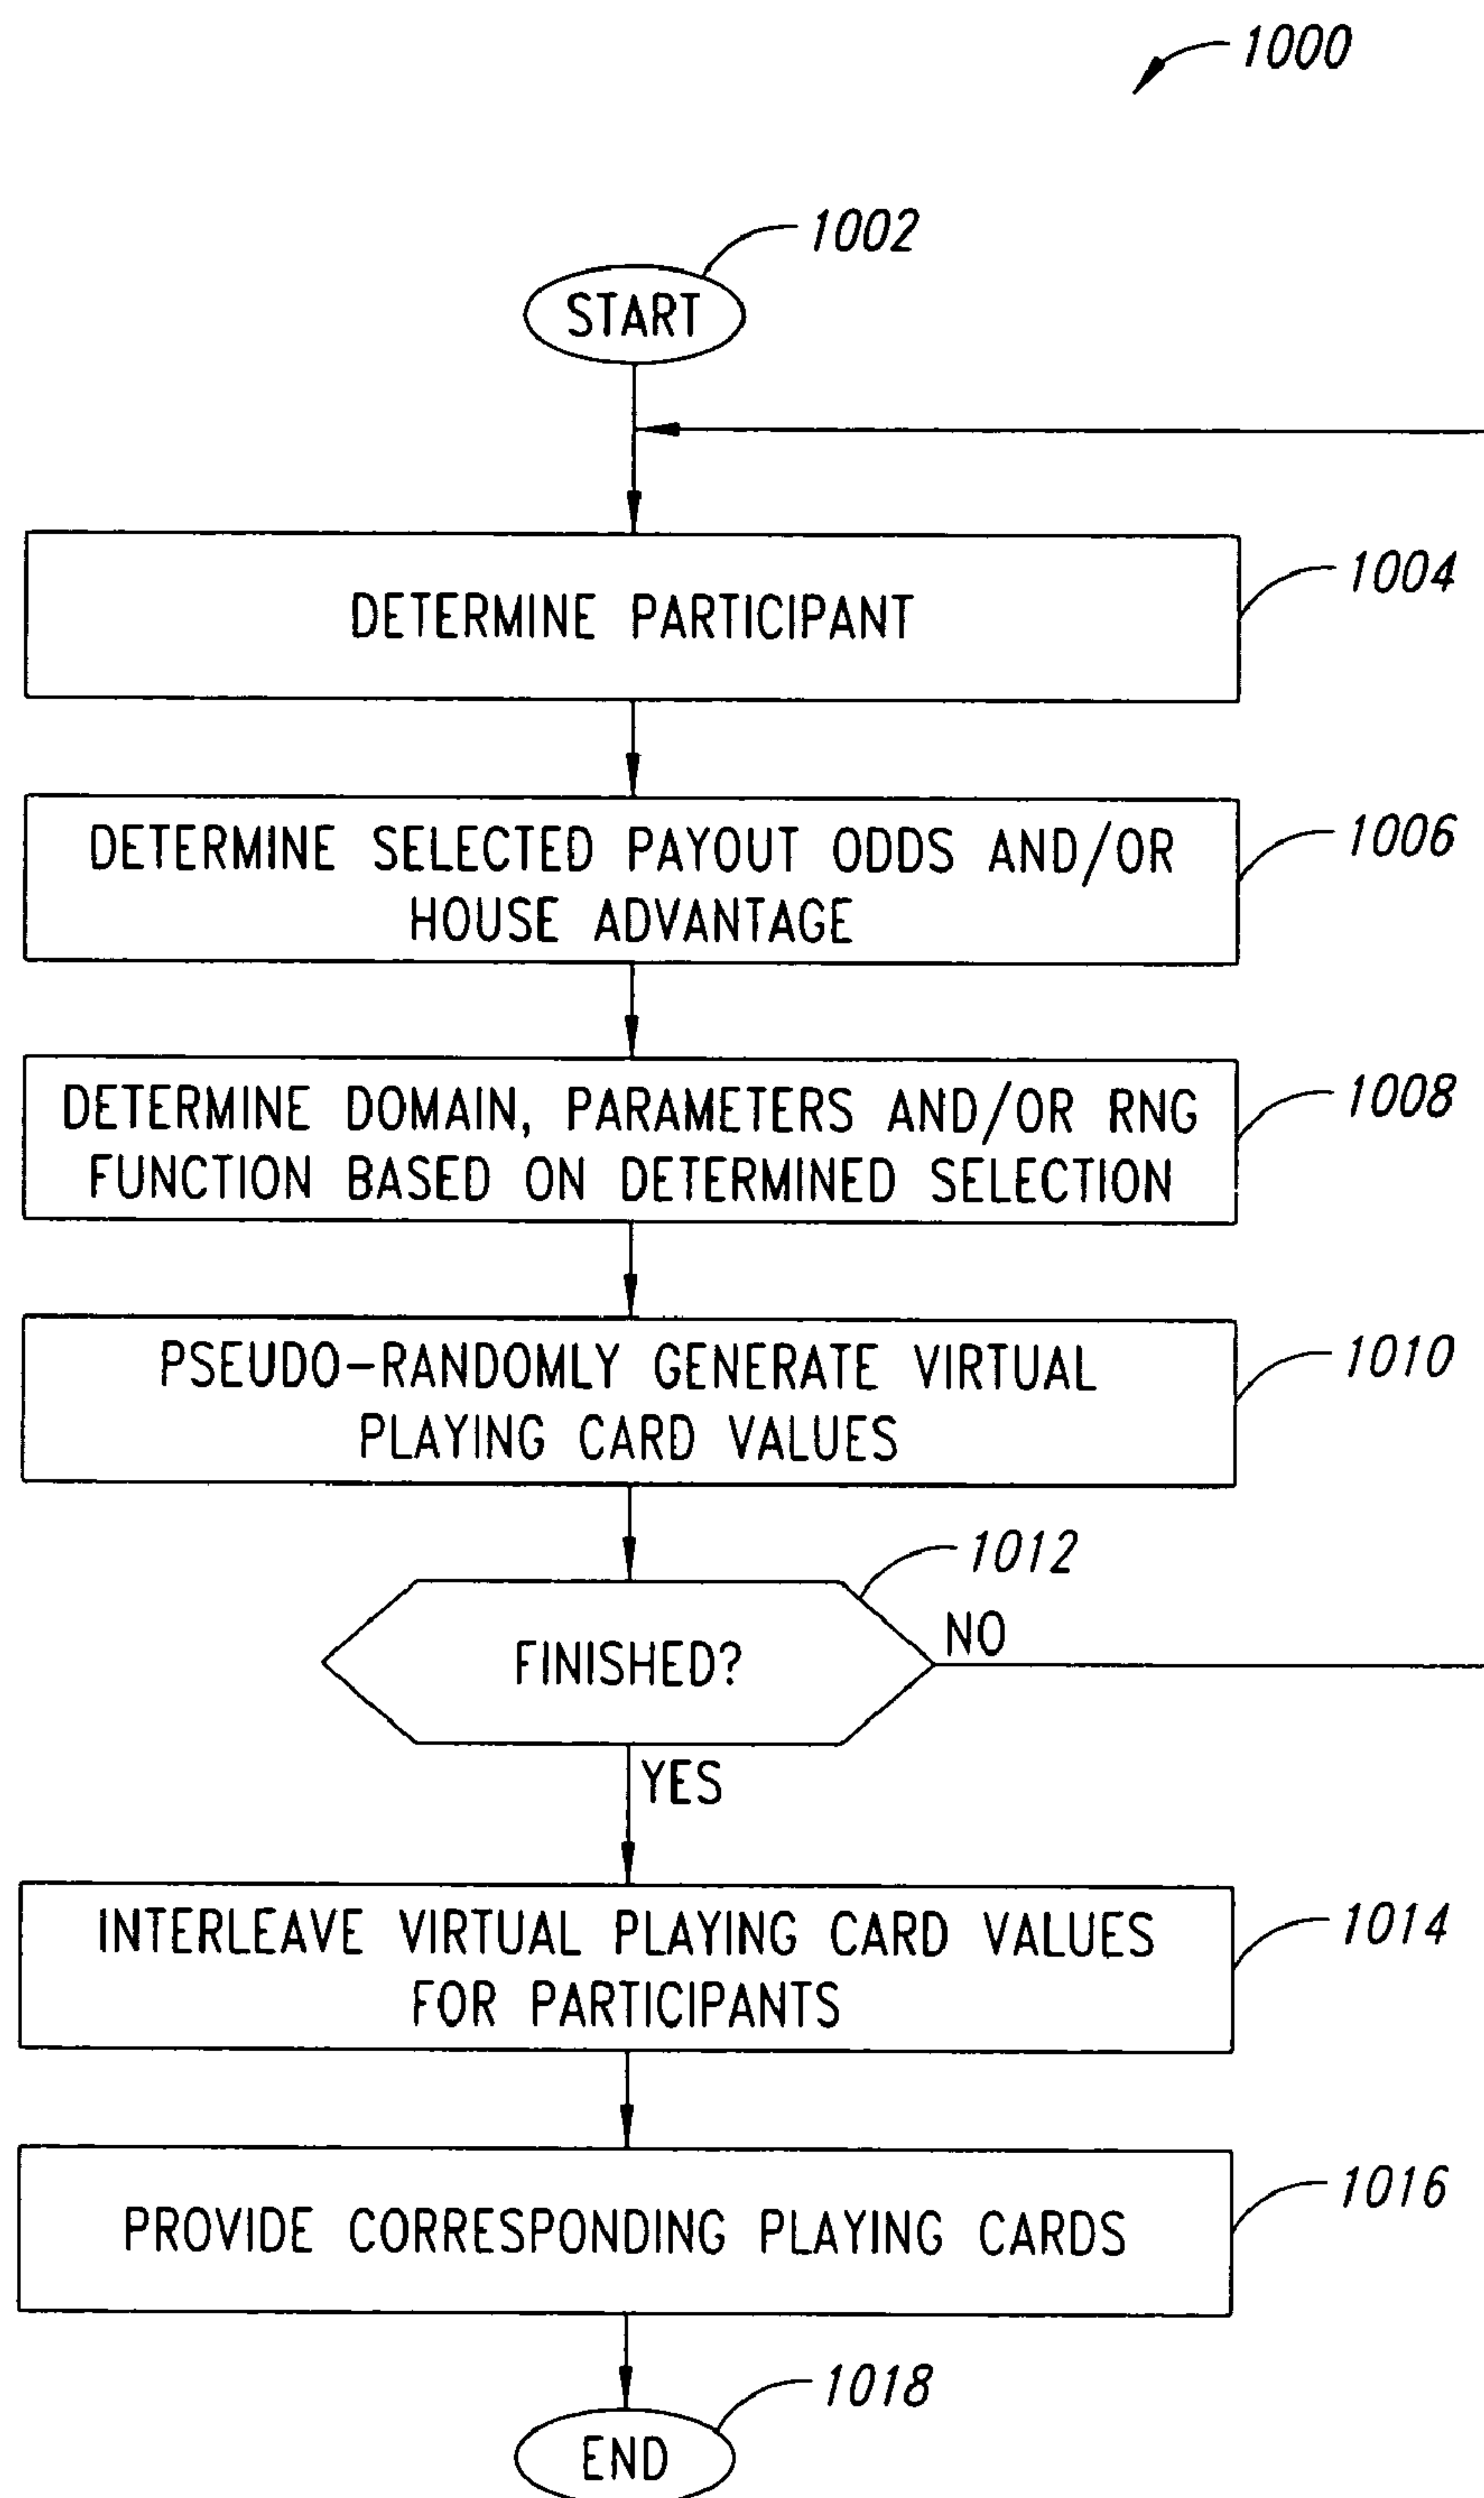 1000
1002
START
1004
DETERMINE PARTICIPANT
1006
DETERMINE SELECTED PAYOUT ODDS AND/OR
HOUSE ADVANTAGE
1008
DETERMINE DOMAIN, PARAMETERS AND/OR RNG
FUNCTION BASED ON DETERMINED SELECTION
1010
PSEUDO-RANDOMLY GENERATE VIRTUAL
PLAYING CARD VALUES
1012
NO
FINISHED?
YES
1014
INTERLEAVE VIRTUAL PLAYING CARD VALUES
FOR PARTICIPANTS
1016
PROVIDE CORRESPONDING PLAYING CARDS
1018
END